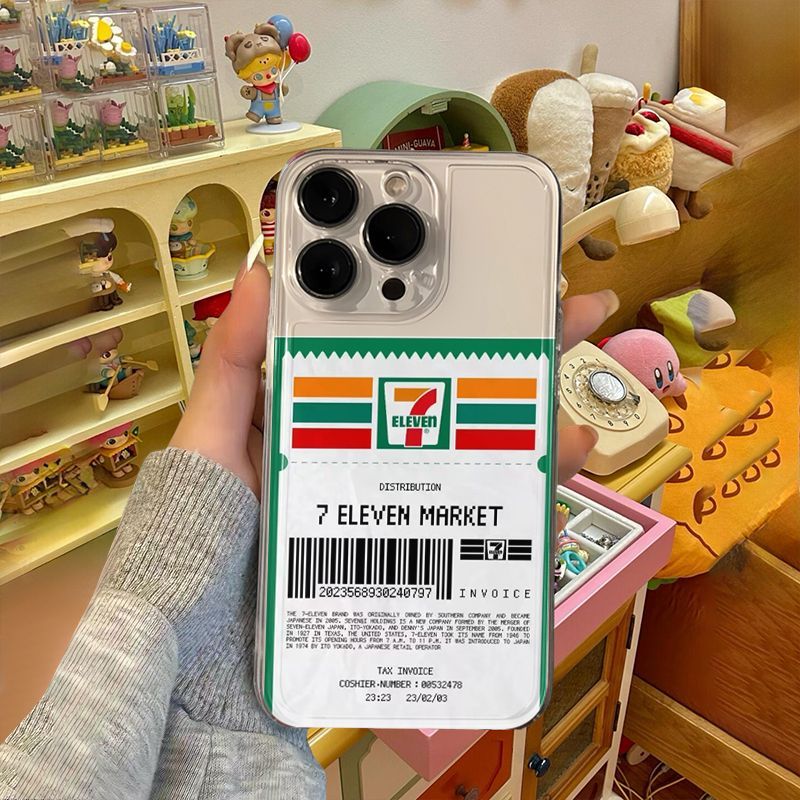 MINI-GUAVA
7
ELEVEN
®
DISTRIBUTION
7 ELEVEN MARKET
7
ELEVEN
2023568930240797
INVOICE
THE 7-ELEVEN BRAND WAS ORIGINALLY OWNED BY SOUTHERN COMPANY AND BECAME
JAPANESE IN 2005. SEVEN&I HOLDINGS IS A NEW COMPANY FORMED BY THE MERGER OF
SEVEN-ELEVEN JAPAN, ITO-YOKADO, AND DENNY'S JAPAN IN SEPTEMBER 2005. FOUNDED
IN 1927 IN TEXAS, THE UNITED STATES, 7-ELEVEN TOOK ITS NAME FROM 1946 TO
PROMOTE ITS OPENING HOURS FROM 7 A.M. TO 11 P.M. IT WAS INTRODUCED TO JAPAN
IN 1974 BY ITO YOKADO, A JAPANESE RETAIL OPERATOR
TAX INVOICE
COSHIER·NUMBER : 00532478
23:23 23/02/03